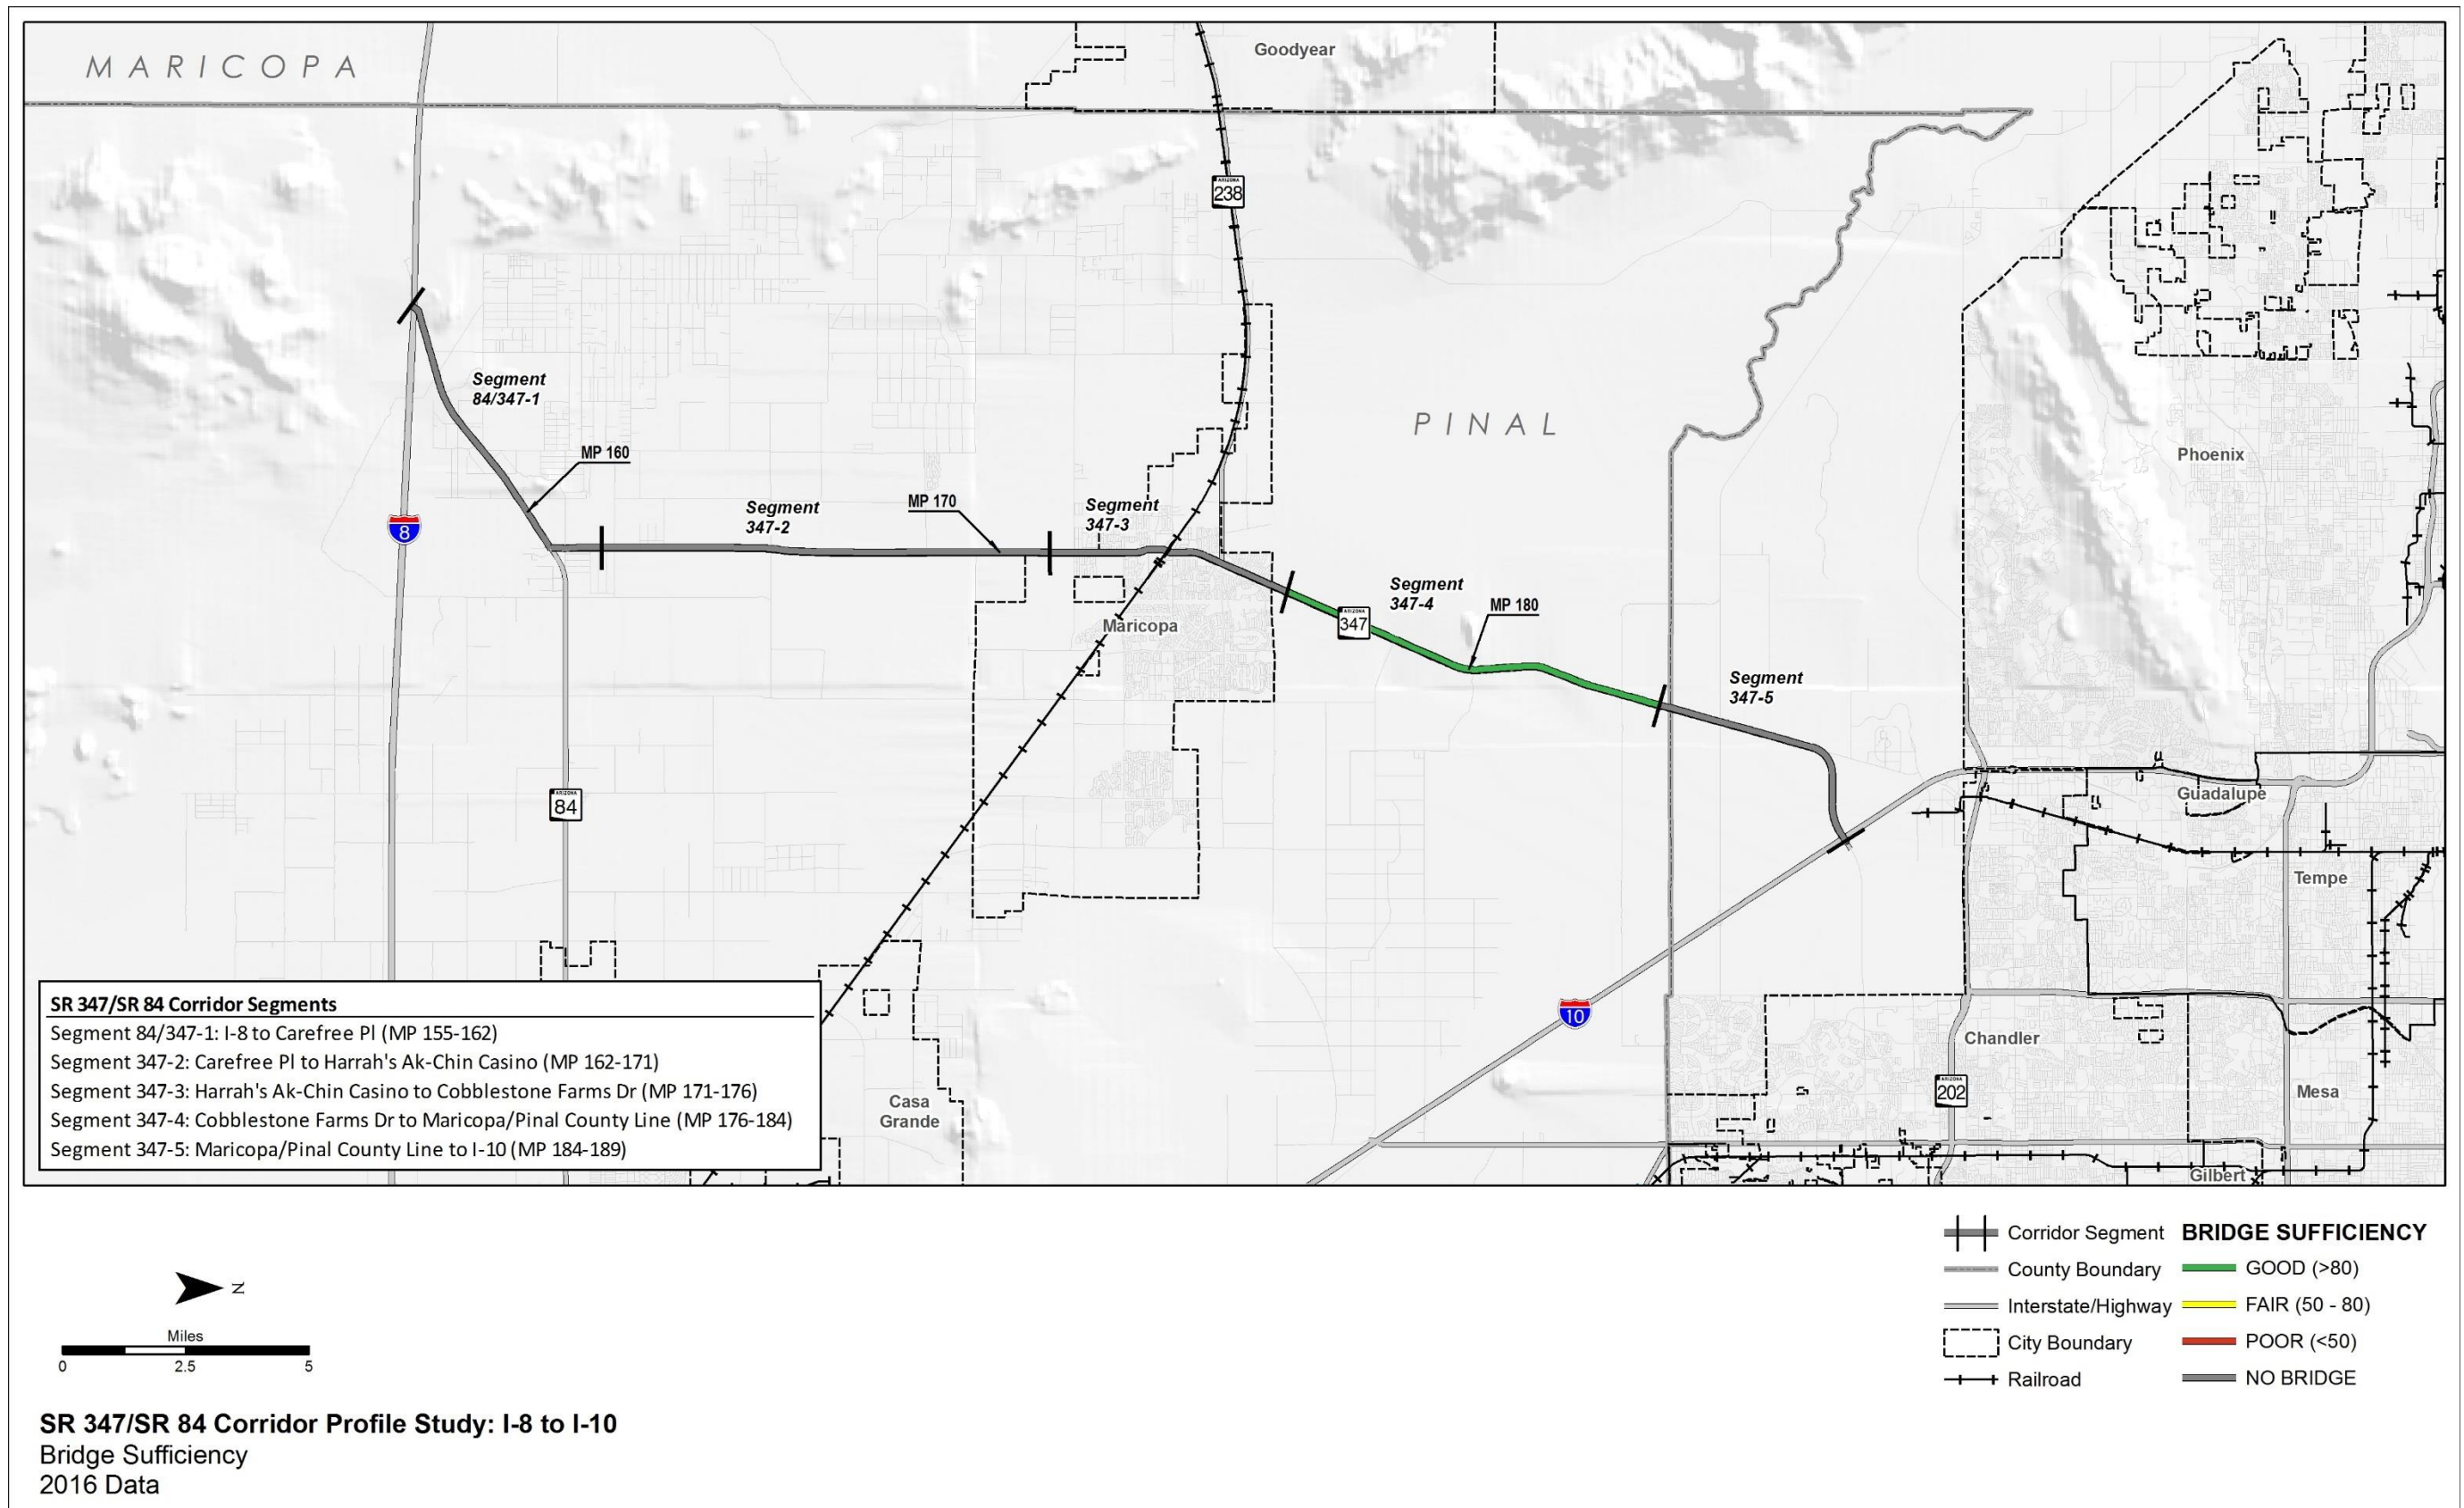 MARICOPA
Goodyear
ARIZONA
238
Segment
84/347-1
MP 160
PINAL
Phoenix
Segment
347-2
MP 170
Segment
347-3
8
Segment
347-4
MP 180
ARIZONA
347
Maricopa
Segment
347-5
ARIZONA
84
Guadalupe
Tempe
10
Chandler
ARIZONA
202
Mesa
Casa
Grande
Gilbert
SR 347/SR 84 Corridor Segments
Segment 84/347-1: I-8 to Carefree Pl (MP 155-162)
Segment 347-2: Carefree Pl to Harrah's Ak-Chin Casino (MP 162-171)
Segment 347-3: Harrah's Ak-Chin Casino to Cobblestone Farms Dr (MP 171-176)
Segment 347-4: Cobblestone Farms Dr to Maricopa/Pinal County Line (MP 176-184)
Segment 347-5: Maricopa/Pinal County Line to I-10 (MP 184-189)
N
Miles
0 2.5 5
Corridor Segment
County Boundary
Interstate/Highway
City Boundary
Railroad
BRIDGE SUFFICIENCY
GOOD (>80)
FAIR (50 - 80)
POOR (<50)
NO BRIDGE
SR 347/SR 84 Corridor Profile Study: I-8 to I-10
Bridge Sufficiency
2016 Data